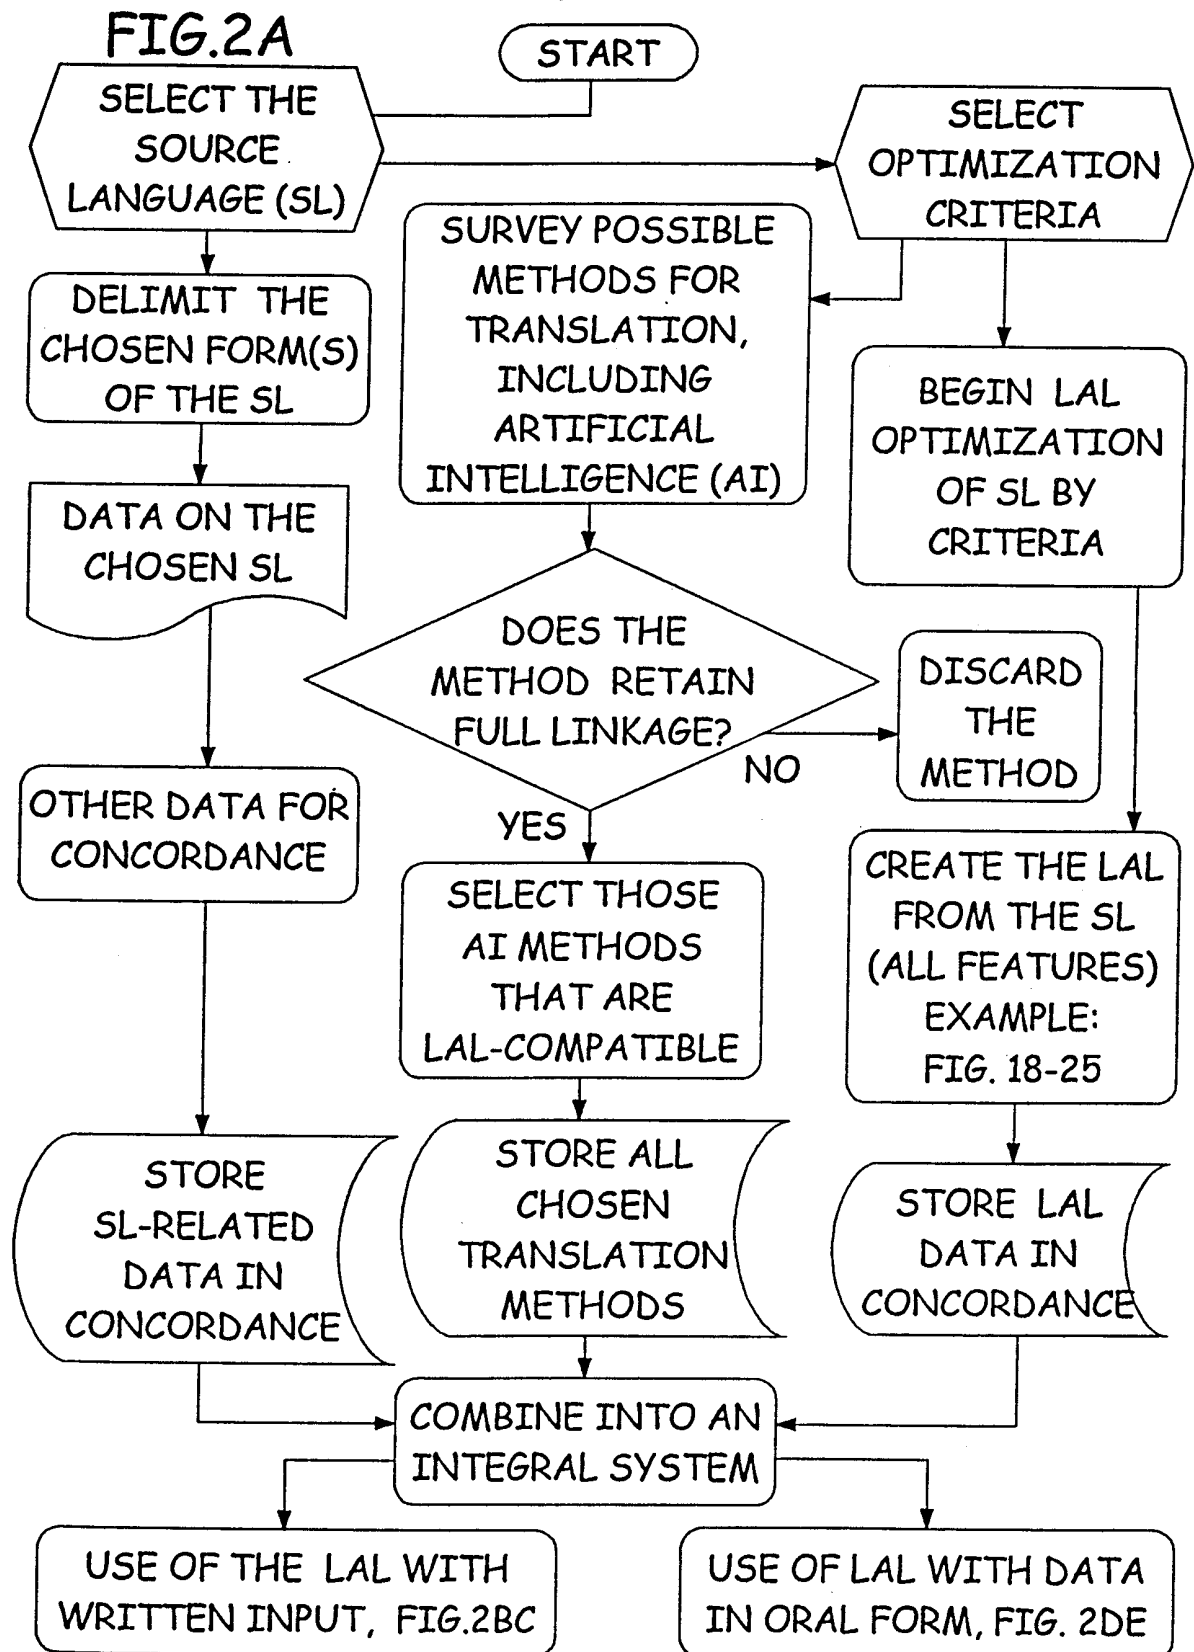 FIG.2A
START
SELECT THE
SOURCE
LANGUAGE (SL)
SELECT
OPTIMIZATION
CRITERIA
SURVEY POSSIBLE
METHODS FOR
TRANSLATION,
INCLUDING
ARTIFICIAL
INTELLIGENCE (AI)
DELIMIT THE
CHOSEN FORM(S)
OF THE SL
BEGIN LAL
OPTIMIZATION
OF SL BY
CRITERIA
DATA ON THE
CHOSEN SL
DOES THE
METHOD RETAIN
FULL LINKAGE?
NO
YES
DISCARD
THE
METHOD
OTHER DATA FOR
CONCORDANCE
SELECT THOSE
AI METHODS
THAT ARE
LAL-COMPATIBLE
CREATE THE LAL
FROM THE SL
(ALL FEATURES)
EXAMPLE:
FIG. 18-25
STORE
SL-RELATED
DATA IN
CONCORDANCE
STORE ALL
CHOSEN
TRANSLATION
METHODS
STORE LAL
DATA IN
CONCORDANCE
COMBINE INTO AN
INTEGRAL SYSTEM
USE OF THE LAL WITH
WRITTEN INPUT, FIG.2BC
USE OF LAL WITH DATA
IN ORAL FORM, FIG. 2DE